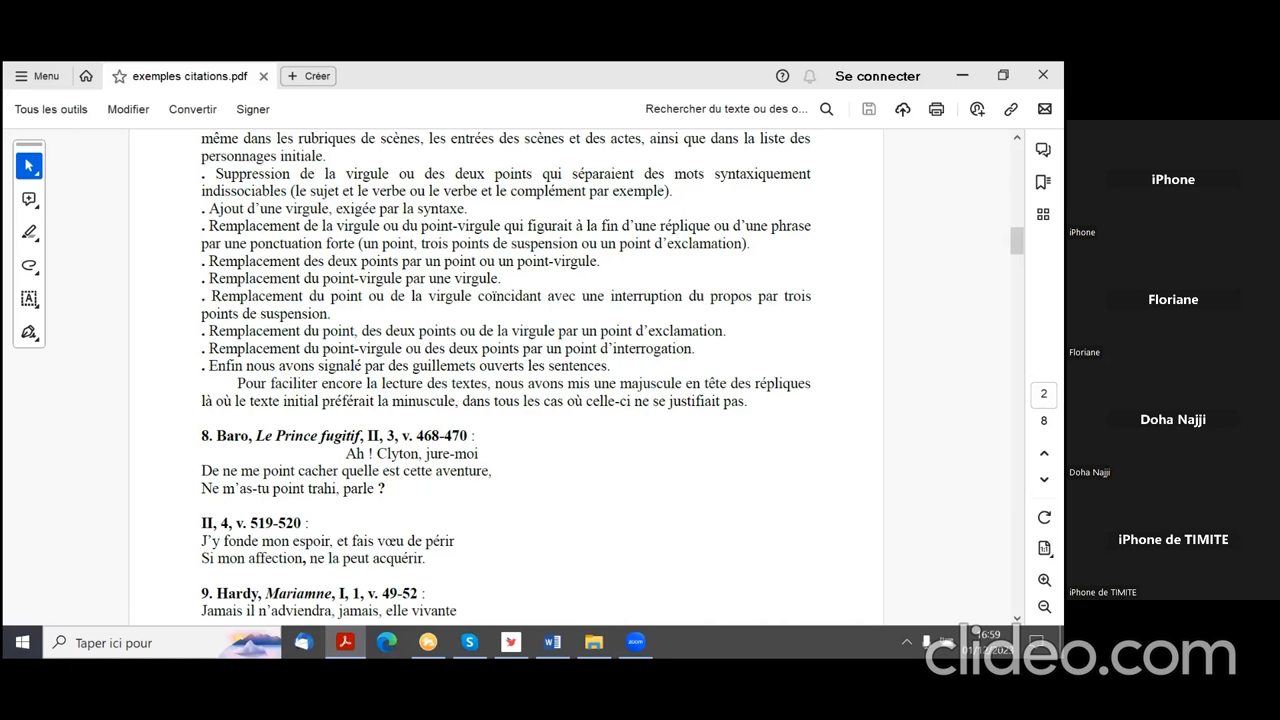 Menu
exemples citations.pdf
Créer
Se connecter
Tous les outils
Modifier
Convertir
Signer
Rechercher du texte ou des o...
même dans les rubriques de scènes, les entrées des scènes et des actes, ainsi que dans la liste des
personnages initiale.
. Suppression de la virgule ou des deux points qui séparaient des mots syntaxiquement
indissociables (le sujet et le verbe ou le verbe et le complément par exemple).
. Ajout d’une virgule, exigée par la syntaxe.
. Remplacement de la virgule ou du point-virgule qui figurait à la fin d’une réplique ou d’une phrase
par une ponctuation forte (un point, trois points de suspension ou un point d’exclamation).
. Remplacement des deux points par un point ou un point-virgule.
. Remplacement du point-virgule par une virgule.
. Remplacement du point ou de la virgule coïncidant avec une interruption du propos par trois
points de suspension.
. Remplacement du point, des deux points ou de la virgule par un point d’exclamation.
. Remplacement du point-virgule ou des deux points par un point d’interrogation.
. Enfin nous avons signalé par des guillemets ouverts les sentences.
Pour faciliter encore la lecture des textes, nous avons mis une majuscule en tête des répliques
là où le texte initial préférait la minuscule, dans tous les cas où celle-ci ne se justifiait pas.
8. Baro, Le Prince fugitif, II, 3, v. 468-470 :
Ah ! Clyton, jure-moi
De ne me point cacher quelle est cette aventure,
Ne m’as-tu point trahi, parle ?
II, 4, v. 519-520 :
J’y fonde mon espoir, et fais vœu de périr
Si mon affection, ne la peut acquérir.
9. Hardy, Mariamne, I, 1, v. 49-52 :
Jamais il n’adviendra, jamais, elle vivante
2
8
iPhone
iPhone
Floriane
Floriane
Doha Najji
Doha Najji
iPhone de TIMITE
iPhone de TIMITE
Taper ici pour
zoom
16:59
01/12/2023
clideo.com